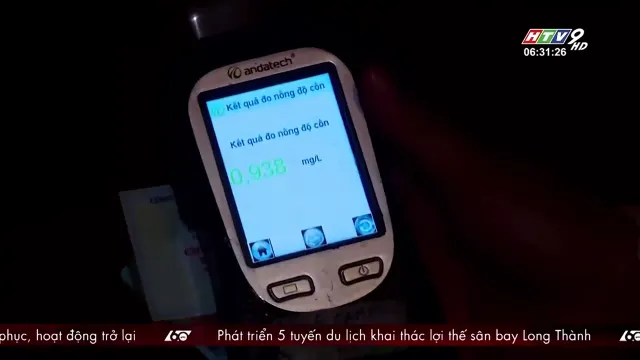 HTV9 HD
06:31:26
andatech
Kết quả đo nồng độ cồn
Kết quả đo nồng độ cồn
0,938 mg/L
phục, hoạt động trở lại
Phát triển 5 tuyến du lịch khai thác lợi thế sân bay Long Thành